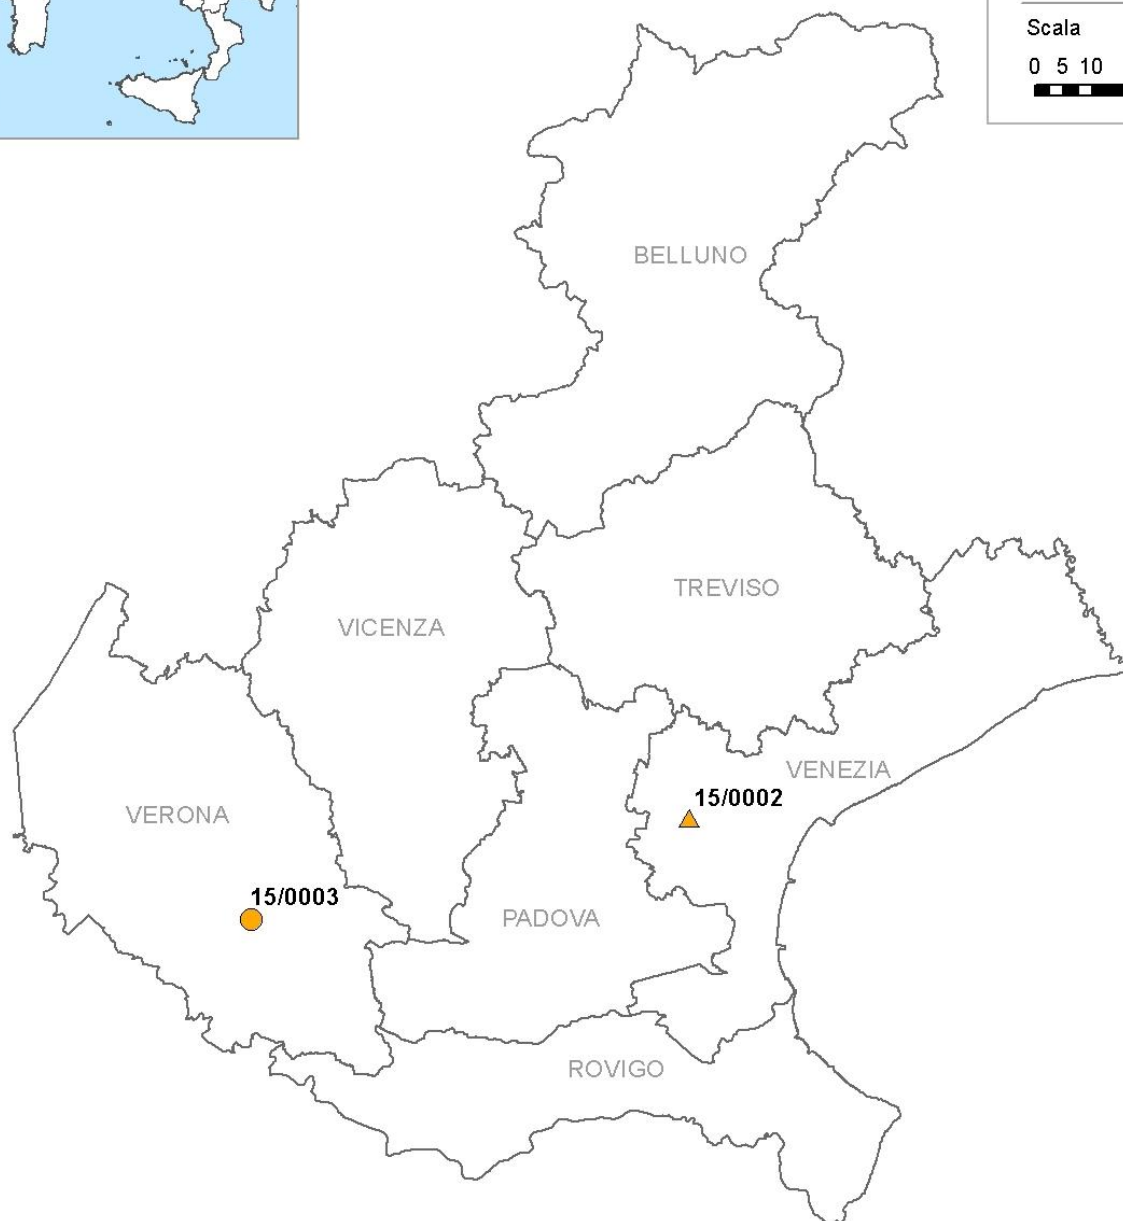 Scala
0 5 10
BELLUNO
TREVISO
VICENZA
VENEZIA
15/0002
VERONA
15/0003
PADOVA
ROVIGO